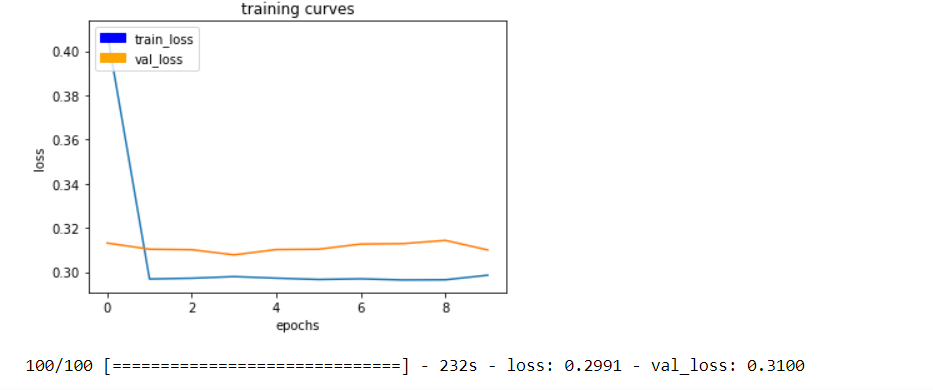 training curves
train_loss
val_loss
0.40
0.38
0.36
0.34
0.32
0.30
loss
0 2 4 6 8
epochs
100/100 [==============================] - 232s - loss: 0.2991 - val_loss: 0.3100